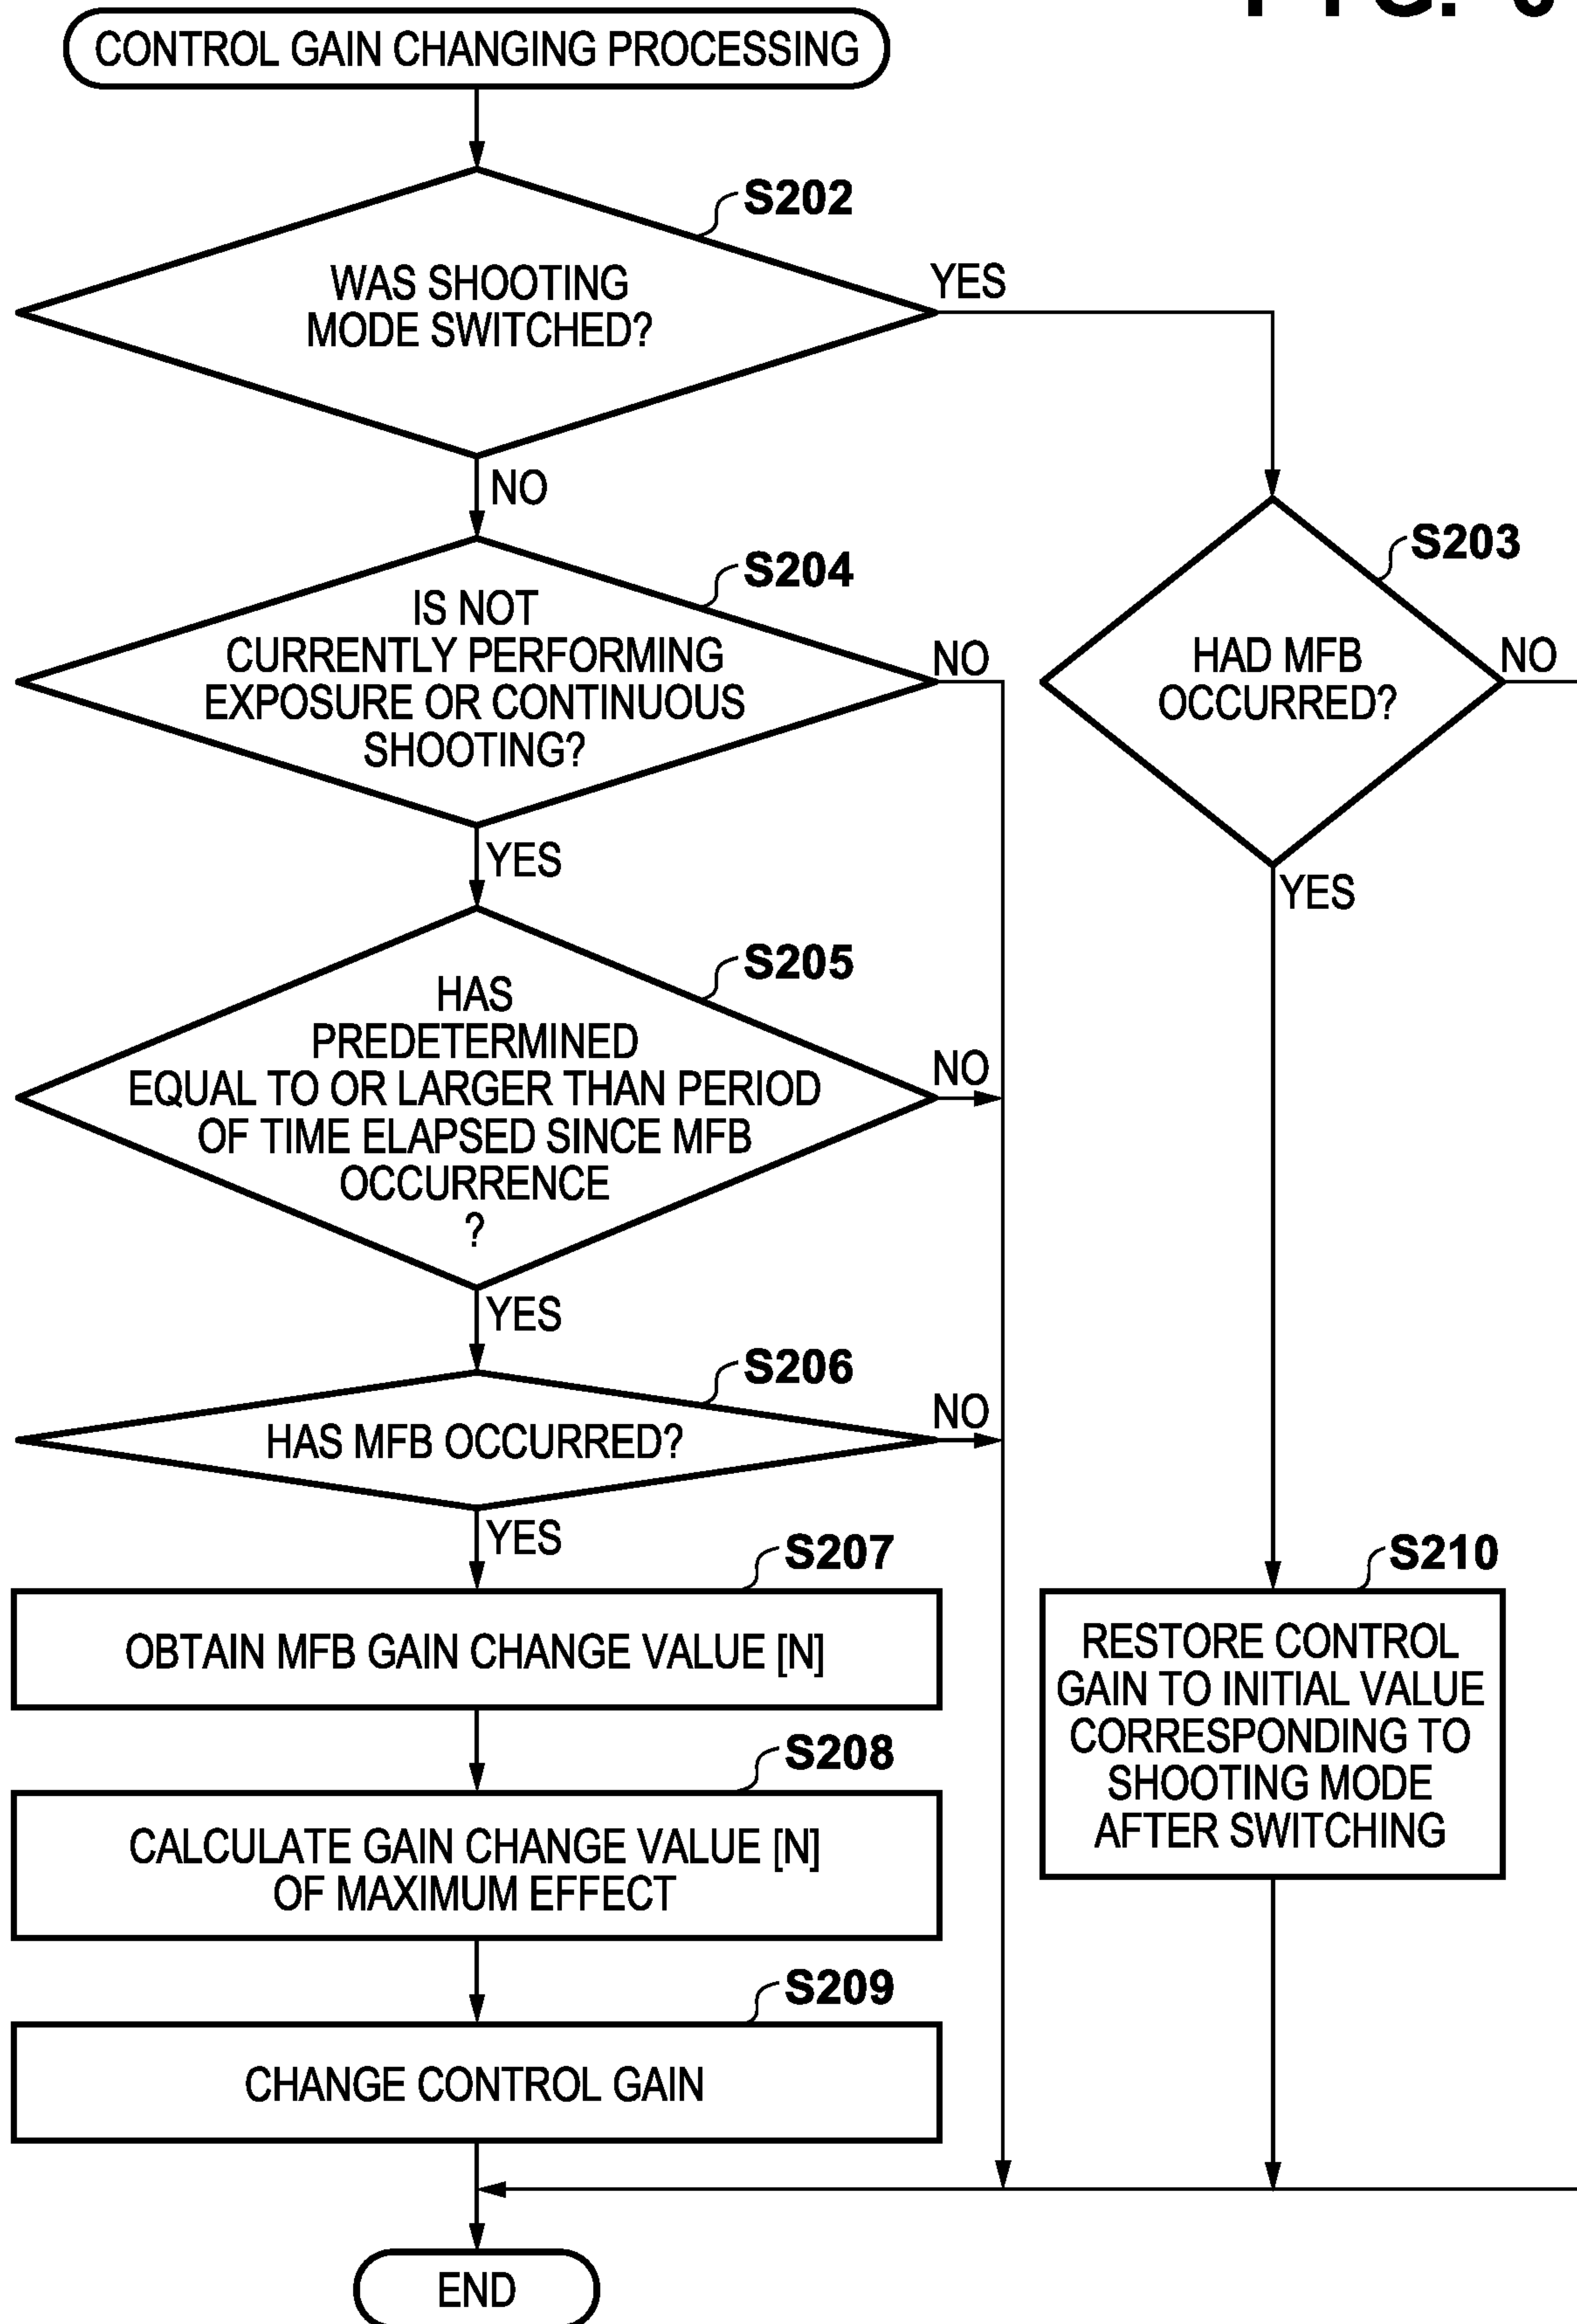 CONTROL GAIN CHANGING PROCESSING
S202
WAS SHOOTING
MODE SWITCHED?
YES
NO
S203
HAD MFB
OCCURRED?
NO
YES
S204
IS NOT
CURRENTLY PERFORMING
EXPOSURE OR CONTINUOUS
SHOOTING?
NO
YES
S205
HAS
PREDETERMINED
EQUAL TO OR LARGER THAN PERIOD
OF TIME ELAPSED SINCE MFB
OCCURRENCE
?
NO
YES
S206
HAS MFB OCCURRED?
NO
YES
S207
OBTAIN MFB GAIN CHANGE VALUE [N]
S208
CALCULATE GAIN CHANGE VALUE [N]
OF MAXIMUM EFFECT
S209
CHANGE CONTROL GAIN
S210
RESTORE CONTROL
GAIN TO INITIAL VALUE
CORRESPONDING TO
SHOOTING MODE
AFTER SWITCHING
END